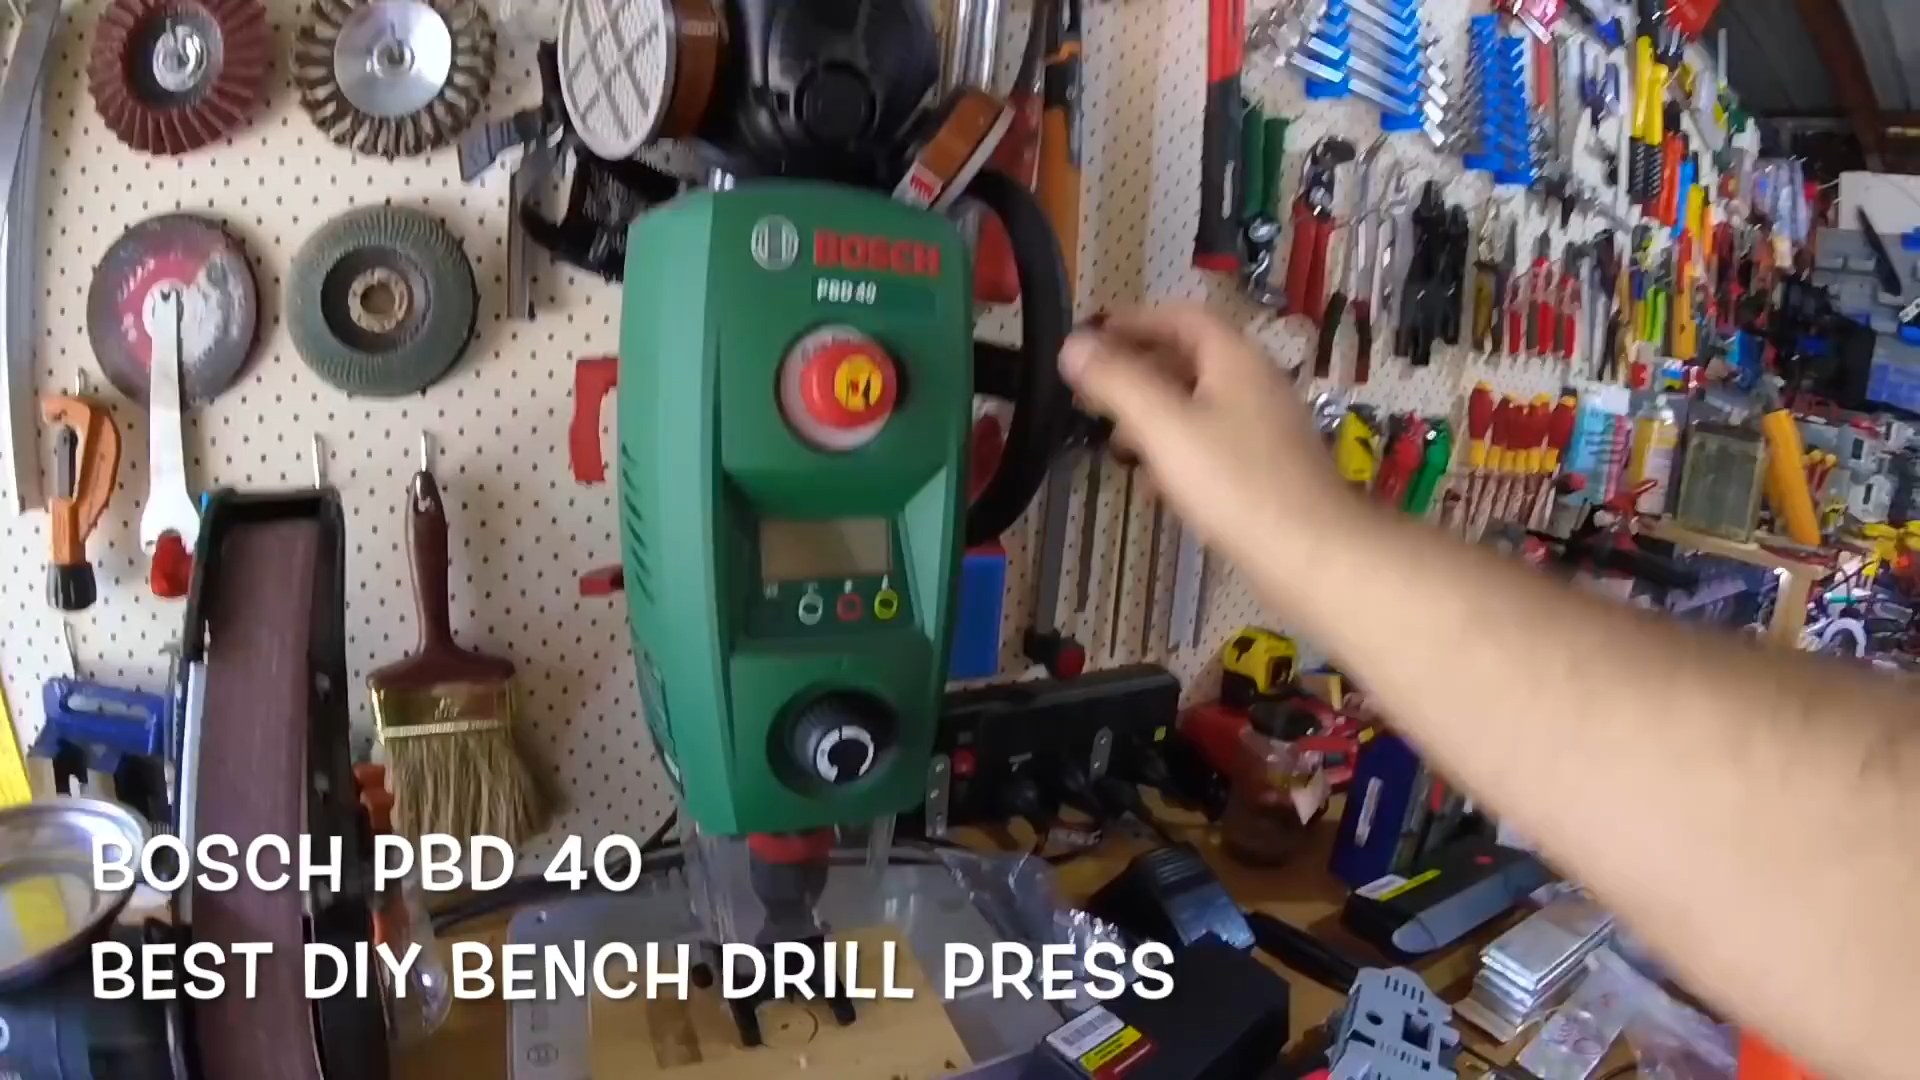 BOSCH
PBD 40
BOSCH PBD 40
BEST DIY BENCH DRILL PRESS